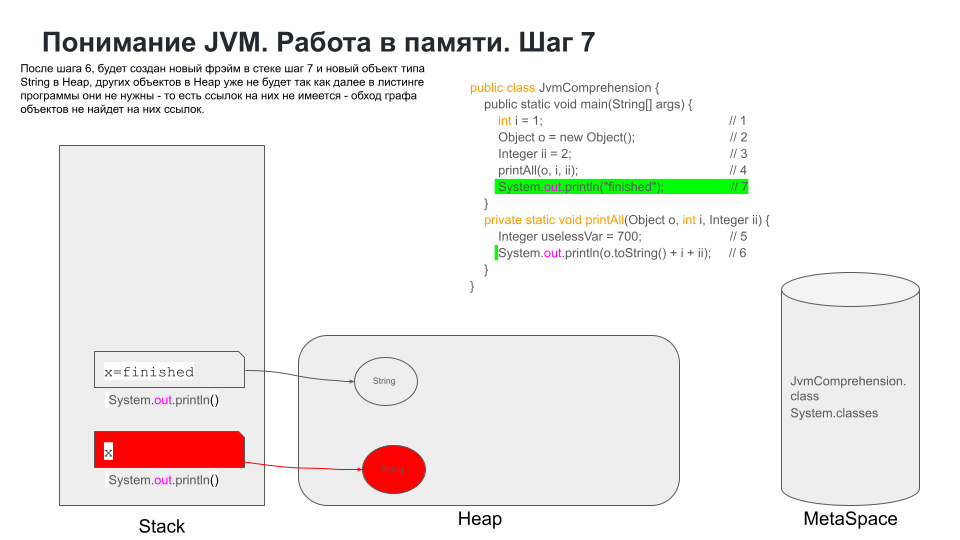 Понимание JVM. Работа в памяти. Шаг 7
После шага 6, будет создан новый фрэйм в стеке шаг 7 и новый объект типа
String в Heap, других объектов в Heap уже не будет так как далее в листинге
программы они не нужны - то есть ссылок на них не имеется - обход графа
объектов не найдет на них ссылок.
public class JvmComprehension {
public static void main(String[] args) {
int i = 1; // 1
Object o = new Object(); // 2
Integer ii = 2; // 3
printAll(o, i, ii); // 4
System.out.println("finished"); // 7
}
private static void printAll(Object o, int i, Integer ii) {
Integer uselessVar = 700; // 5
System.out.println(o.toString() + i + ii); // 6
}
}
x=finished
System.out.println()
String
x
System.out.println()
String
JvmComprehension.
class
System.classes
Stack
Heap
MetaSpace